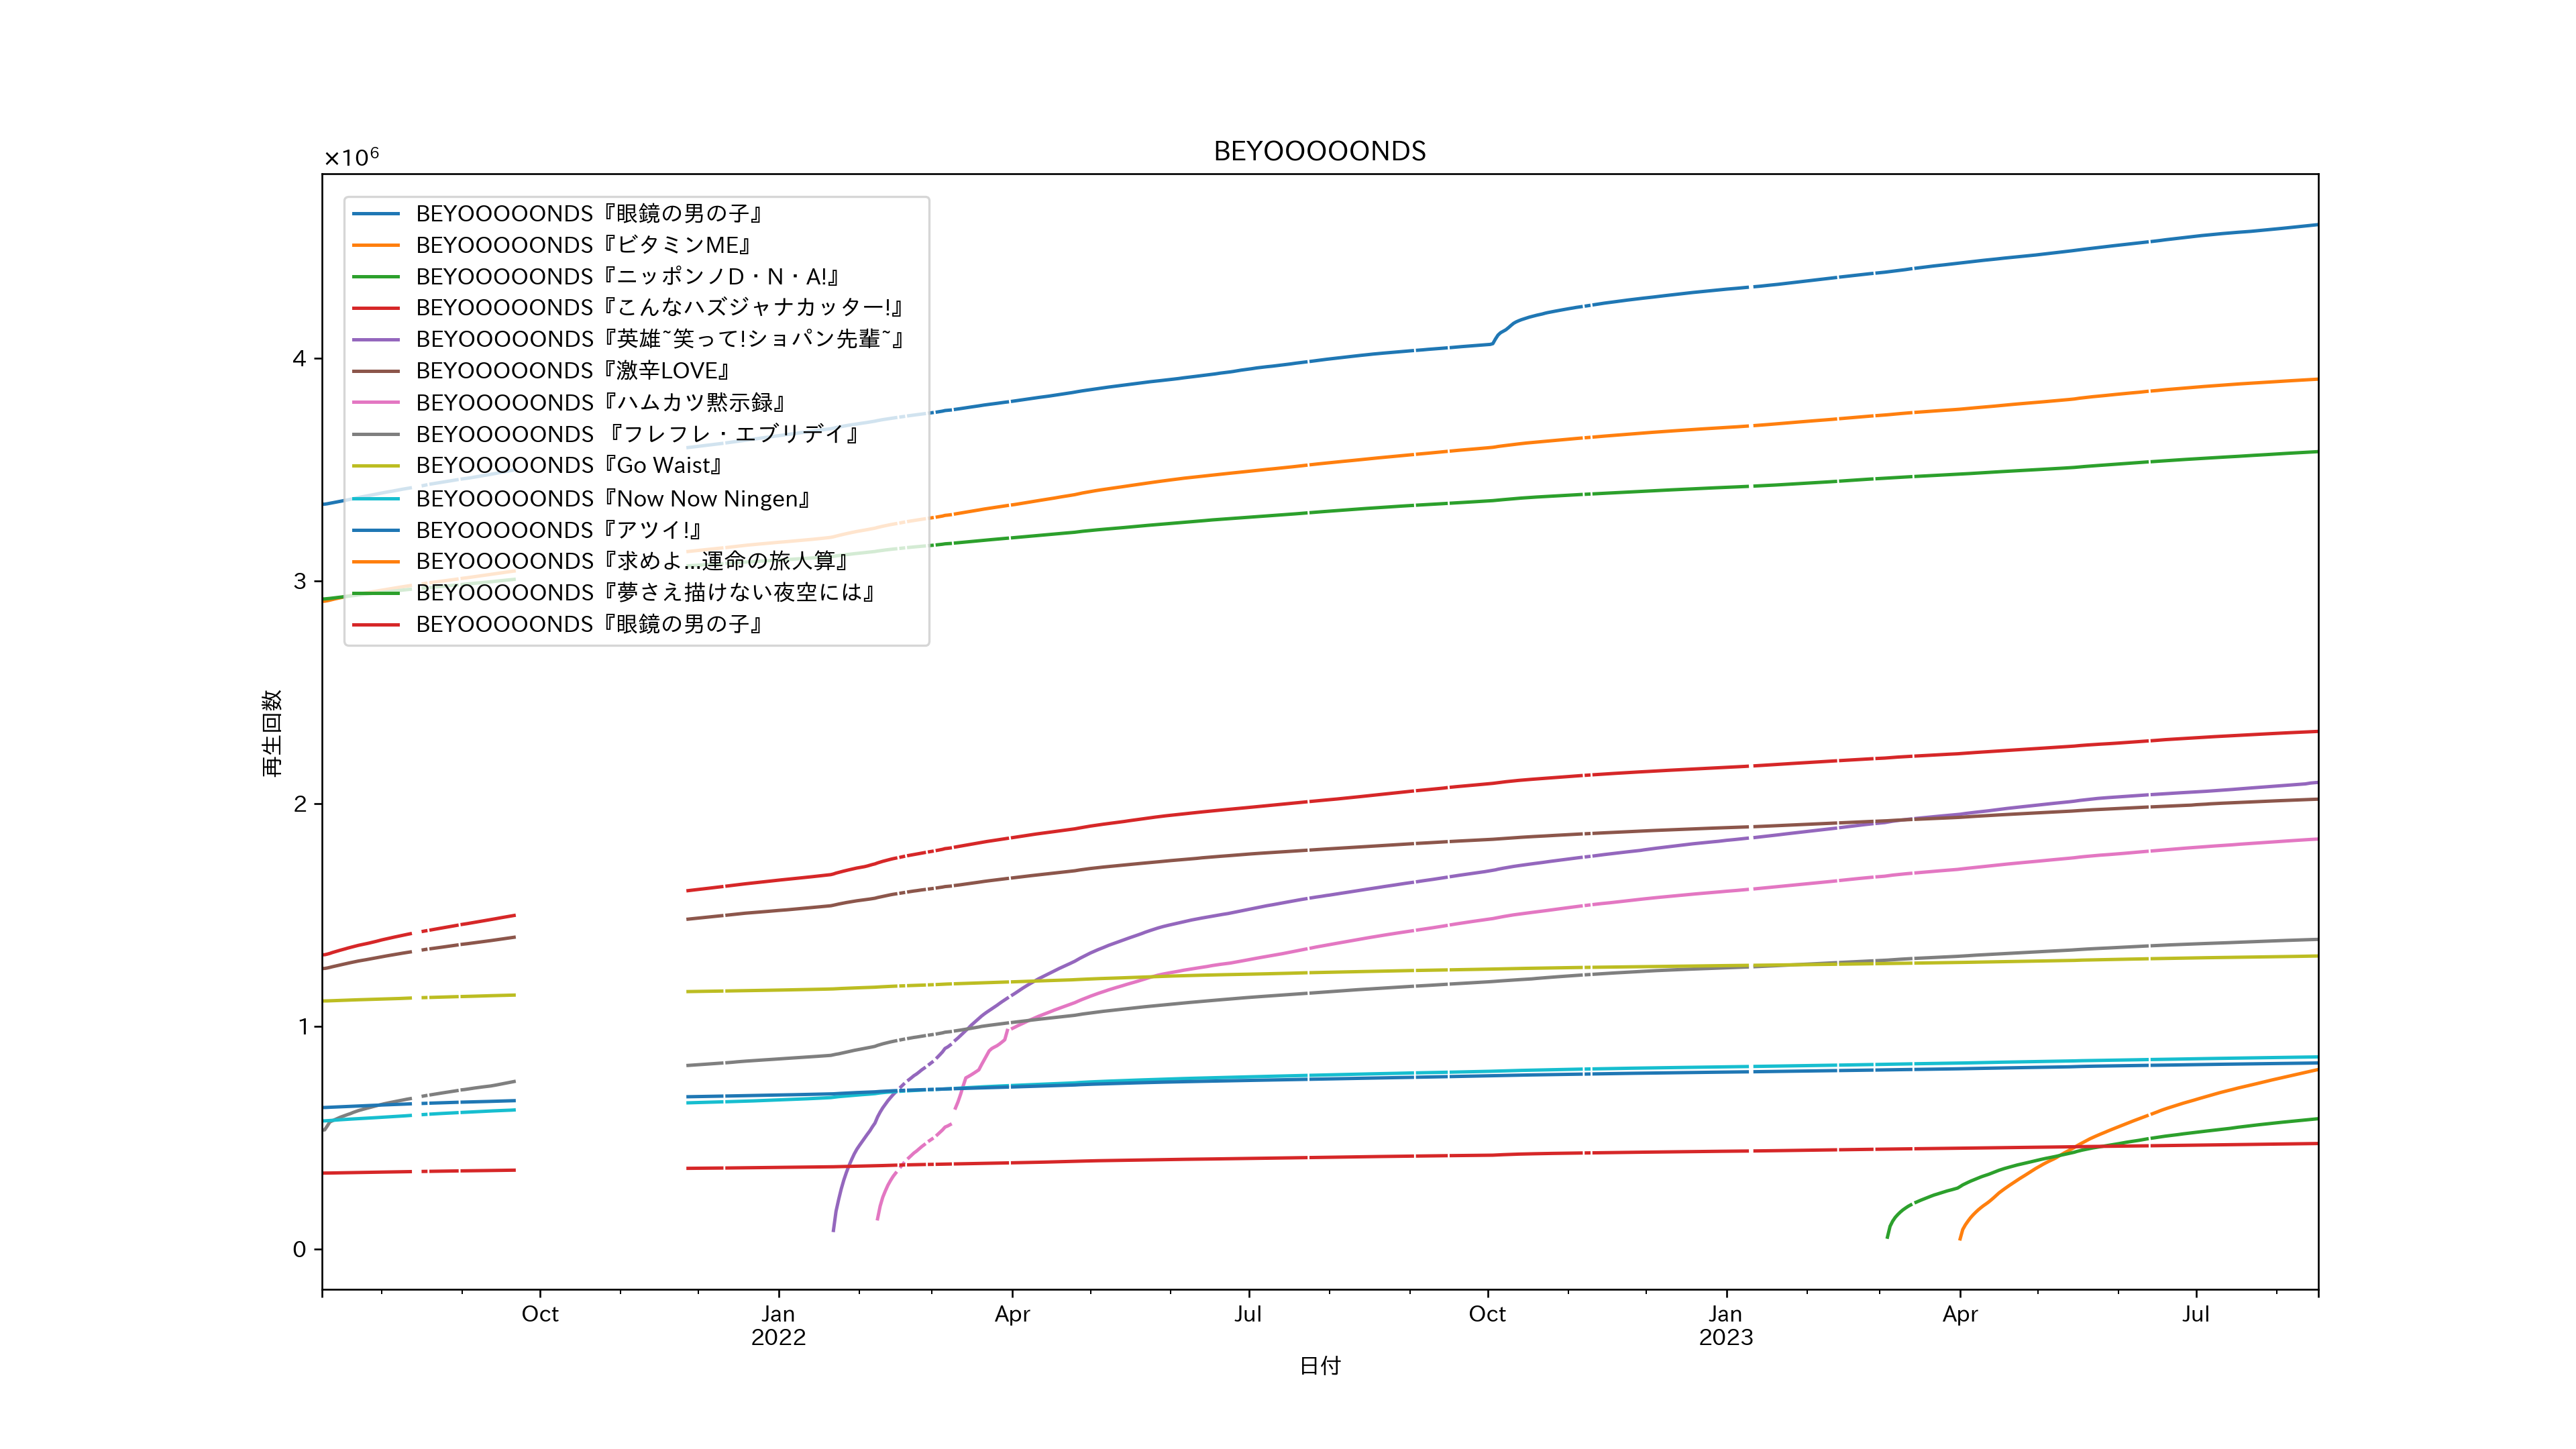 BEYOOOOONDS
×10⁶
BEYOOOOONDS『眼鏡の男の子』
BEYOOOOONDS『ビタミンME』
BEYOOOOONDS『ニッポンノD・N・A!』
BEYOOOOONDS『こんなハズジャナカッター!』
BEYOOOOONDS『英雄~笑って!ショパン先輩~』
BEYOOOOONDS『激辛LOVE』
BEYOOOOONDS『ハムカツ黙示録』
BEYOOOOONDS 『フレフレ・エブリデイ』
BEYOOOOONDS『Go Waist』
BEYOOOOONDS『Now Now Ningen』
BEYOOOOONDS『アツイ!』
BEYOOOOONDS『求めよ...運命の旅人算』
BEYOOOOONDS『夢さえ描けない夜空には』
BEYOOOOONDS『眼鏡の男の子』
4
3
2
1
0
再生回数
Oct
Jan
2022
Apr
Jul
Oct
Jan
2023
Apr
Jul
日付